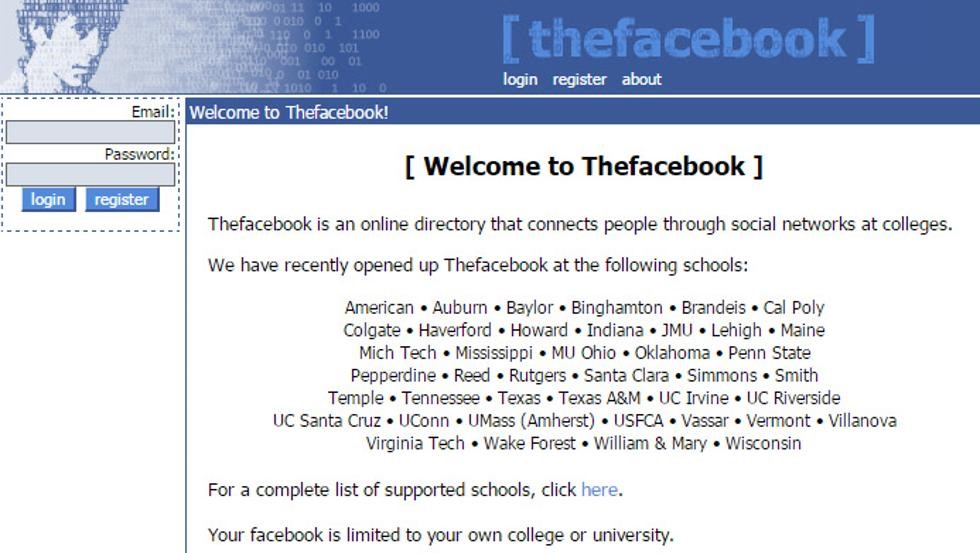 [ thefacebook ]
login register about
Email:
Password:
login register
Welcome to Thefacebook!
[ Welcome to Thefacebook ]
Thefacebook is an online directory that connects people through social networks at colleges.
We have recently opened up Thefacebook at the following schools:
American • Auburn • Baylor • Binghamton • Brandeis • Cal Poly
Colgate • Haverford • Howard • Indiana • JMU • Lehigh • Maine
Mich Tech • Mississippi • MU Ohio • Oklahoma • Penn State
Pepperdine • Reed • Rutgers • Santa Clara • Simmons • Smith
Temple • Tennessee • Texas • Texas A&M • UC Irvine • UC Riverside
UC Santa Cruz • UConn • UMass (Amherst) • USFCA • Vassar • Vermont • Villanova
Virginia Tech • Wake Forest • William & Mary • Wisconsin
For a complete list of supported schools, click here.
Your facebook is limited to your own college or university.